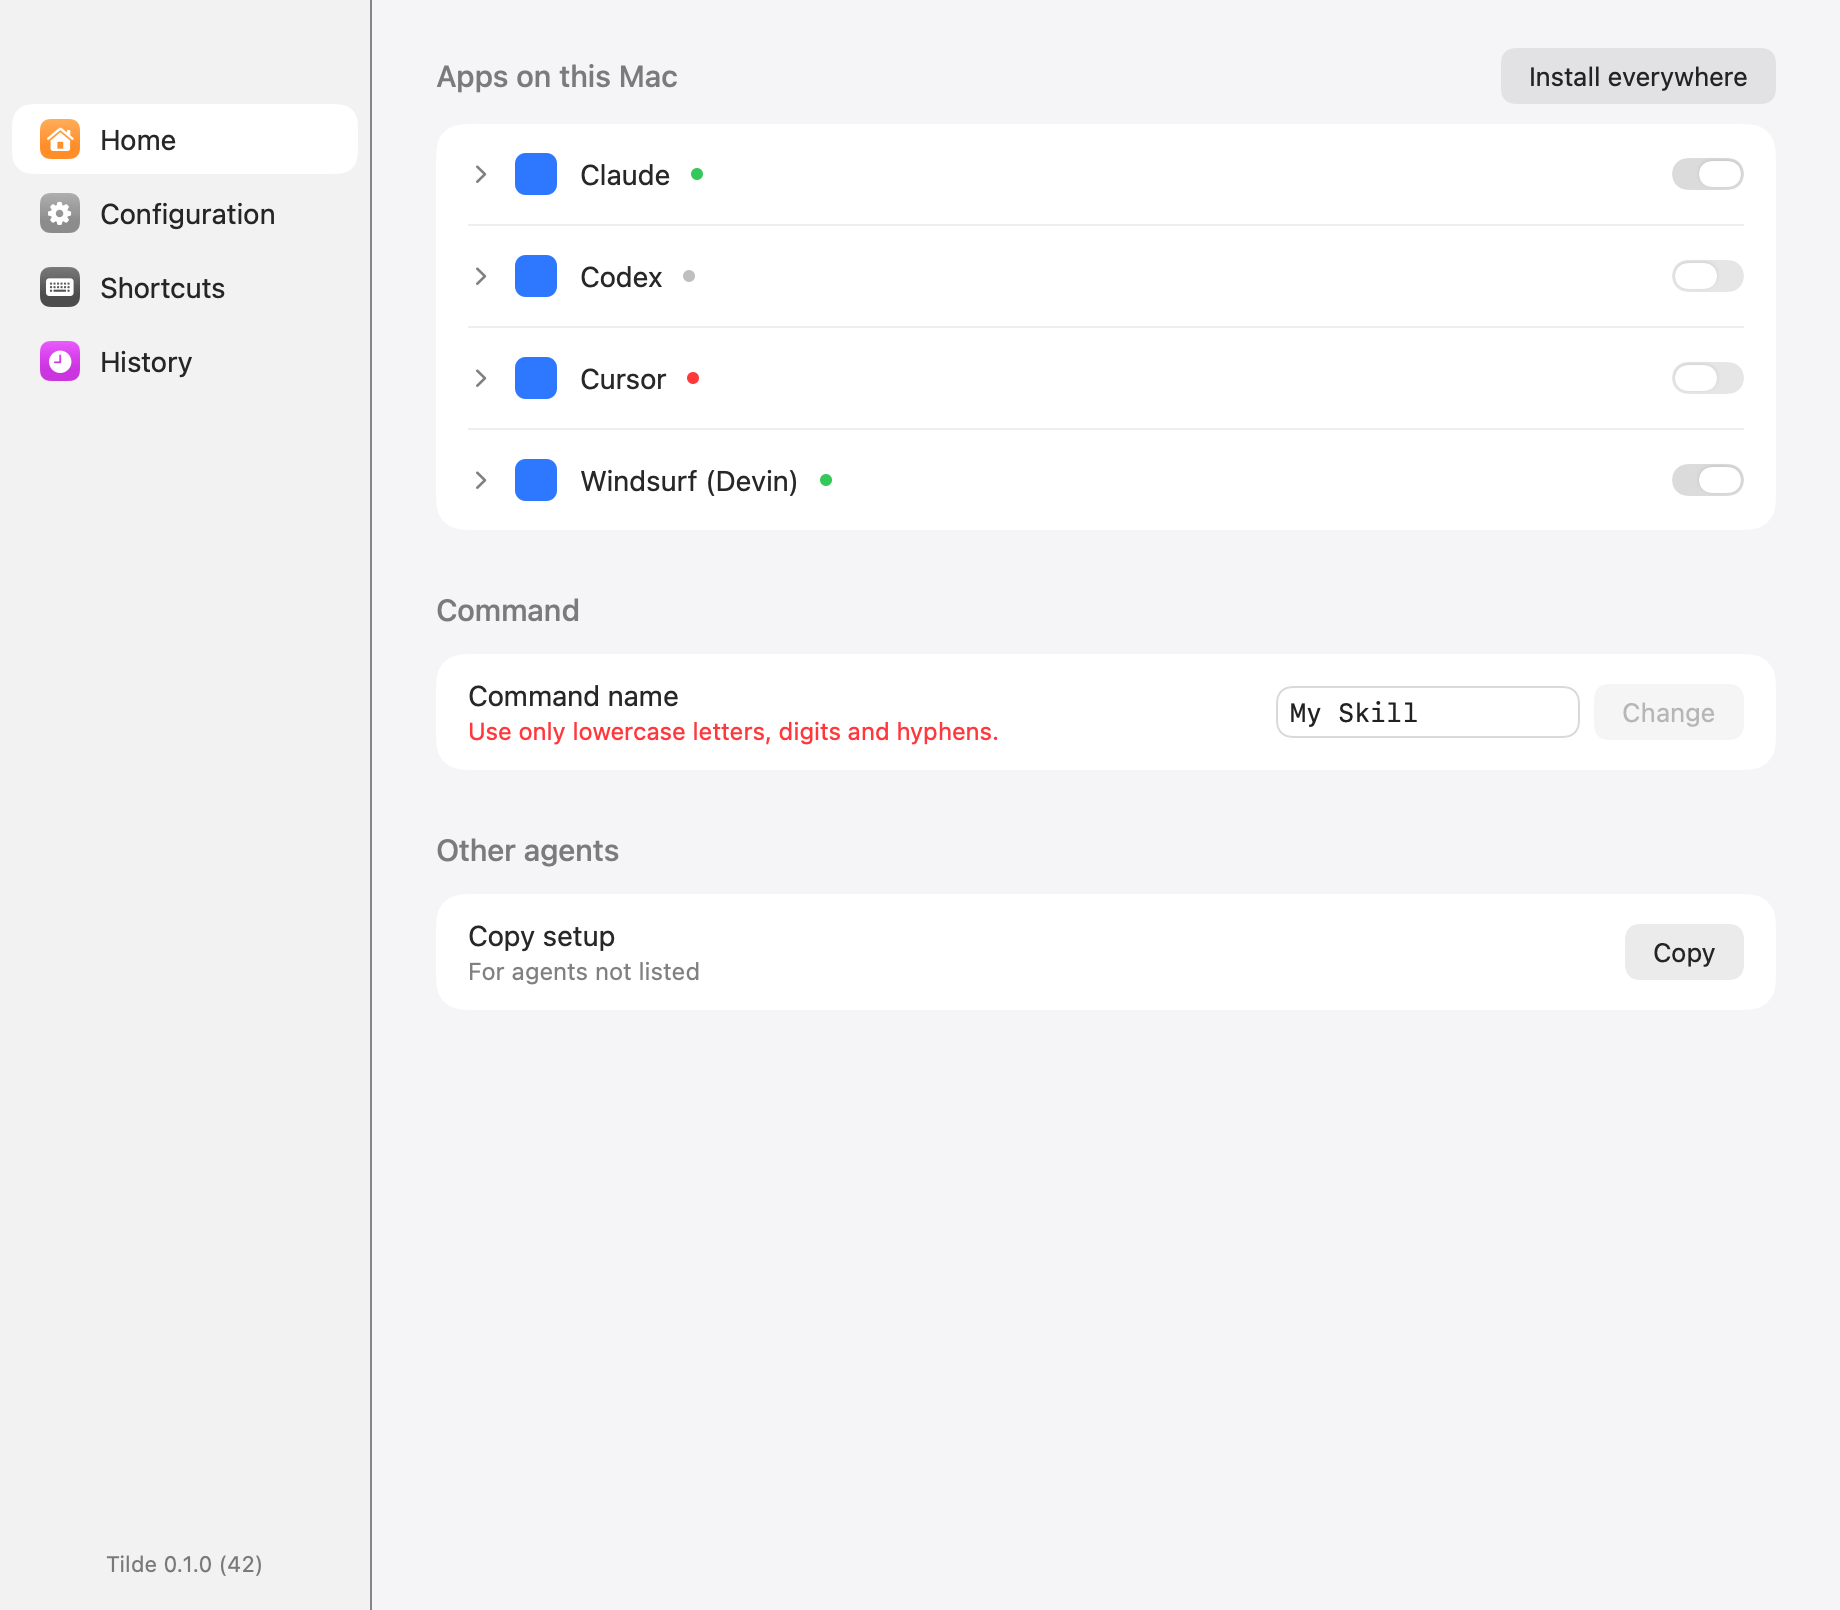 Home
Configuration
Shortcuts
History
Tilde 0.1.0 (42)
Apps on this Mac
Install everywhere
Claude
Codex
Cursor
Windsurf (Devin)
Command
Command name
Use only lowercase letters, digits and hyphens.
My Skill
Change
Other agents
Copy setup
For agents not listed
Copy